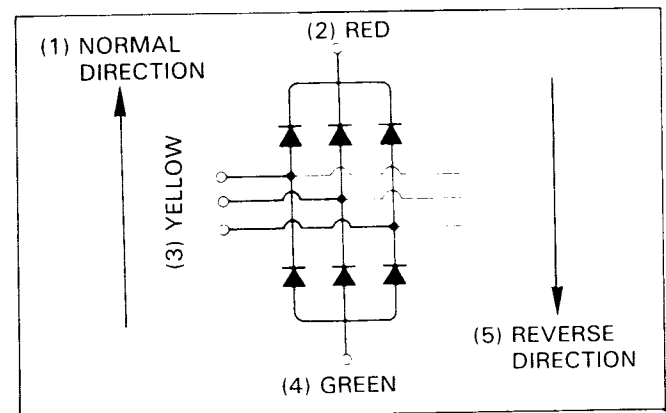 (1) NORMAL
DIRECTION
(2) RED
(3) YELLOW
(4) GREEN
(5) REVERSE
DIRECTION